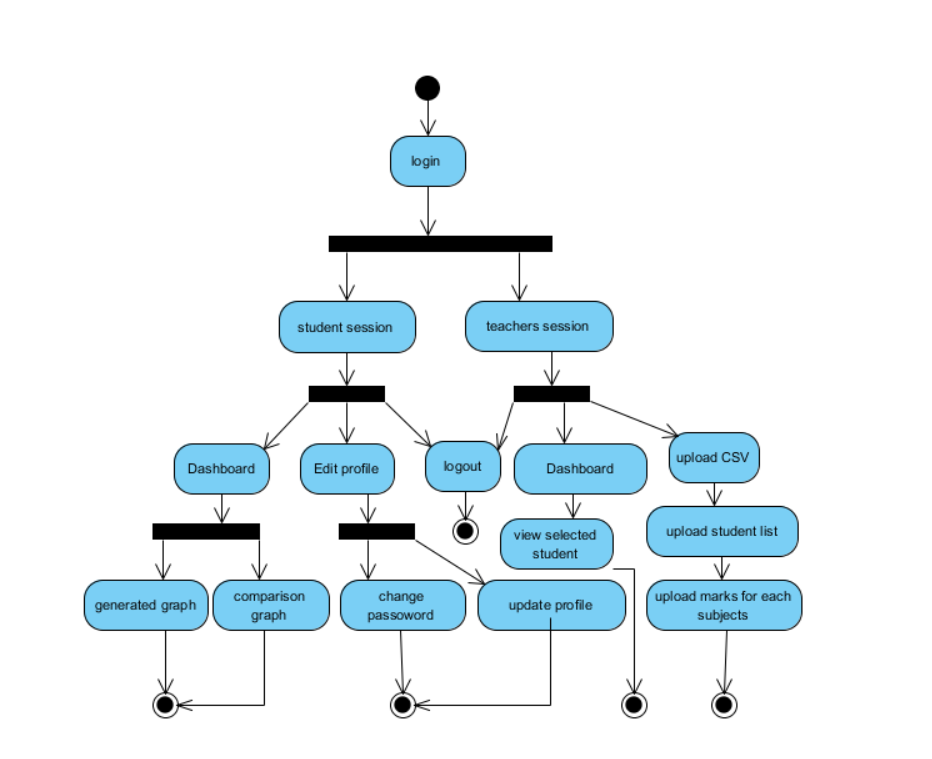 login
student session
teachers session
Dashboard
Edit profile
logout
Dashboard
upload CSV
view selected
student
upload student list
generated graph
comparison
graph
change
passoword
update profile
upload marks for each
subjects